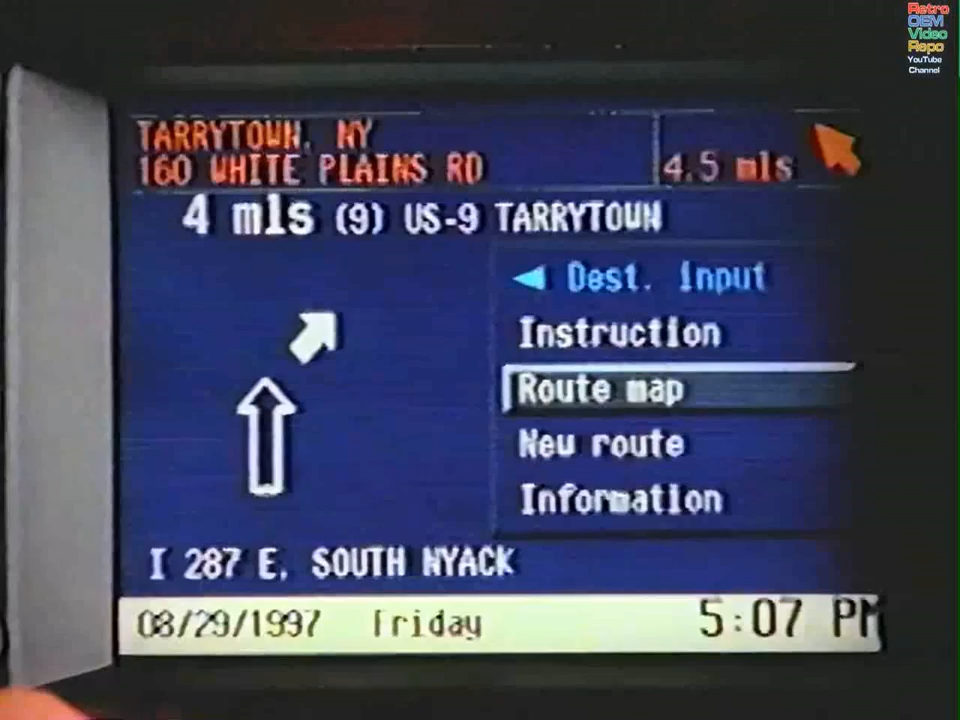 Retro
OEM
Video
Repo
YouTube
Channel
TARRYTOWN, NY
160 WHITE PLAINS RD
4.5 mls
4 mls (9) US-9 TARRYTOWN
◄ Dest. Input
Instruction
Route map
New route
Information
I 287 E, SOUTH NYACK
08/29/1997 Friday 5:07 PM